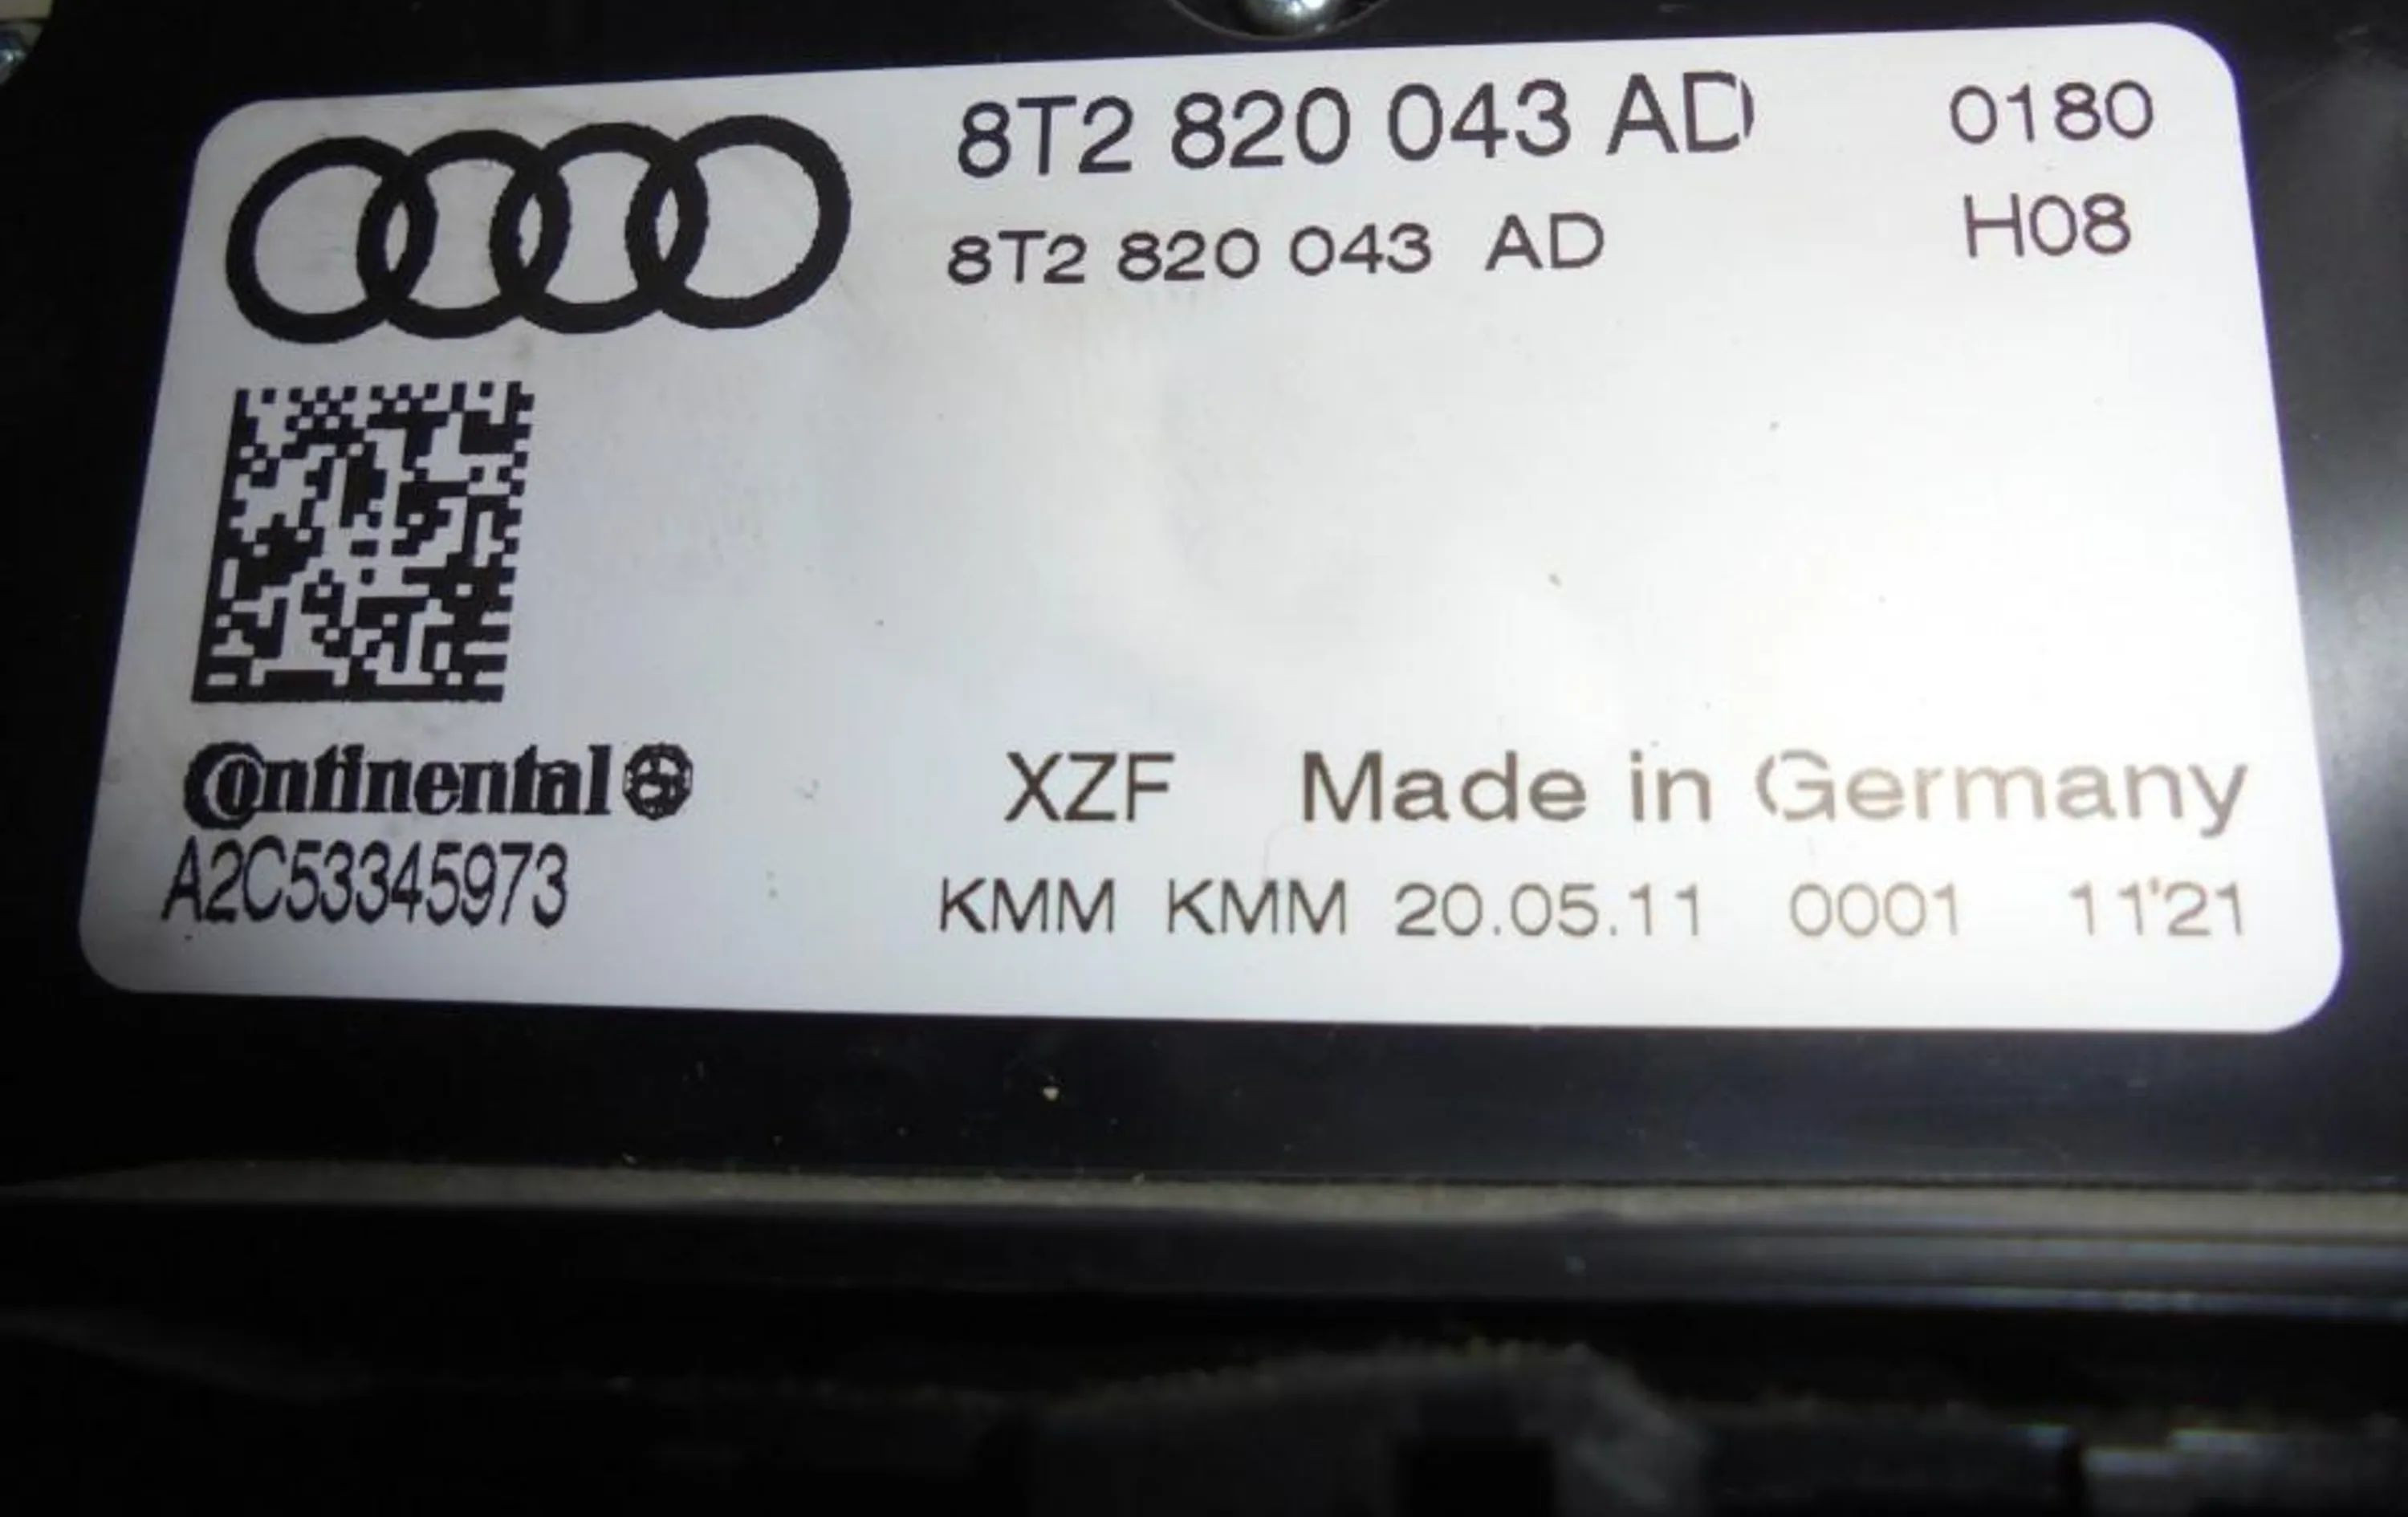 8T2 820 043 AD 0180
8T2 820 043 AD H08
Continental
A2C53345973
XZF Made in Germany
KMM KMM 20.05.11 0001 11'21